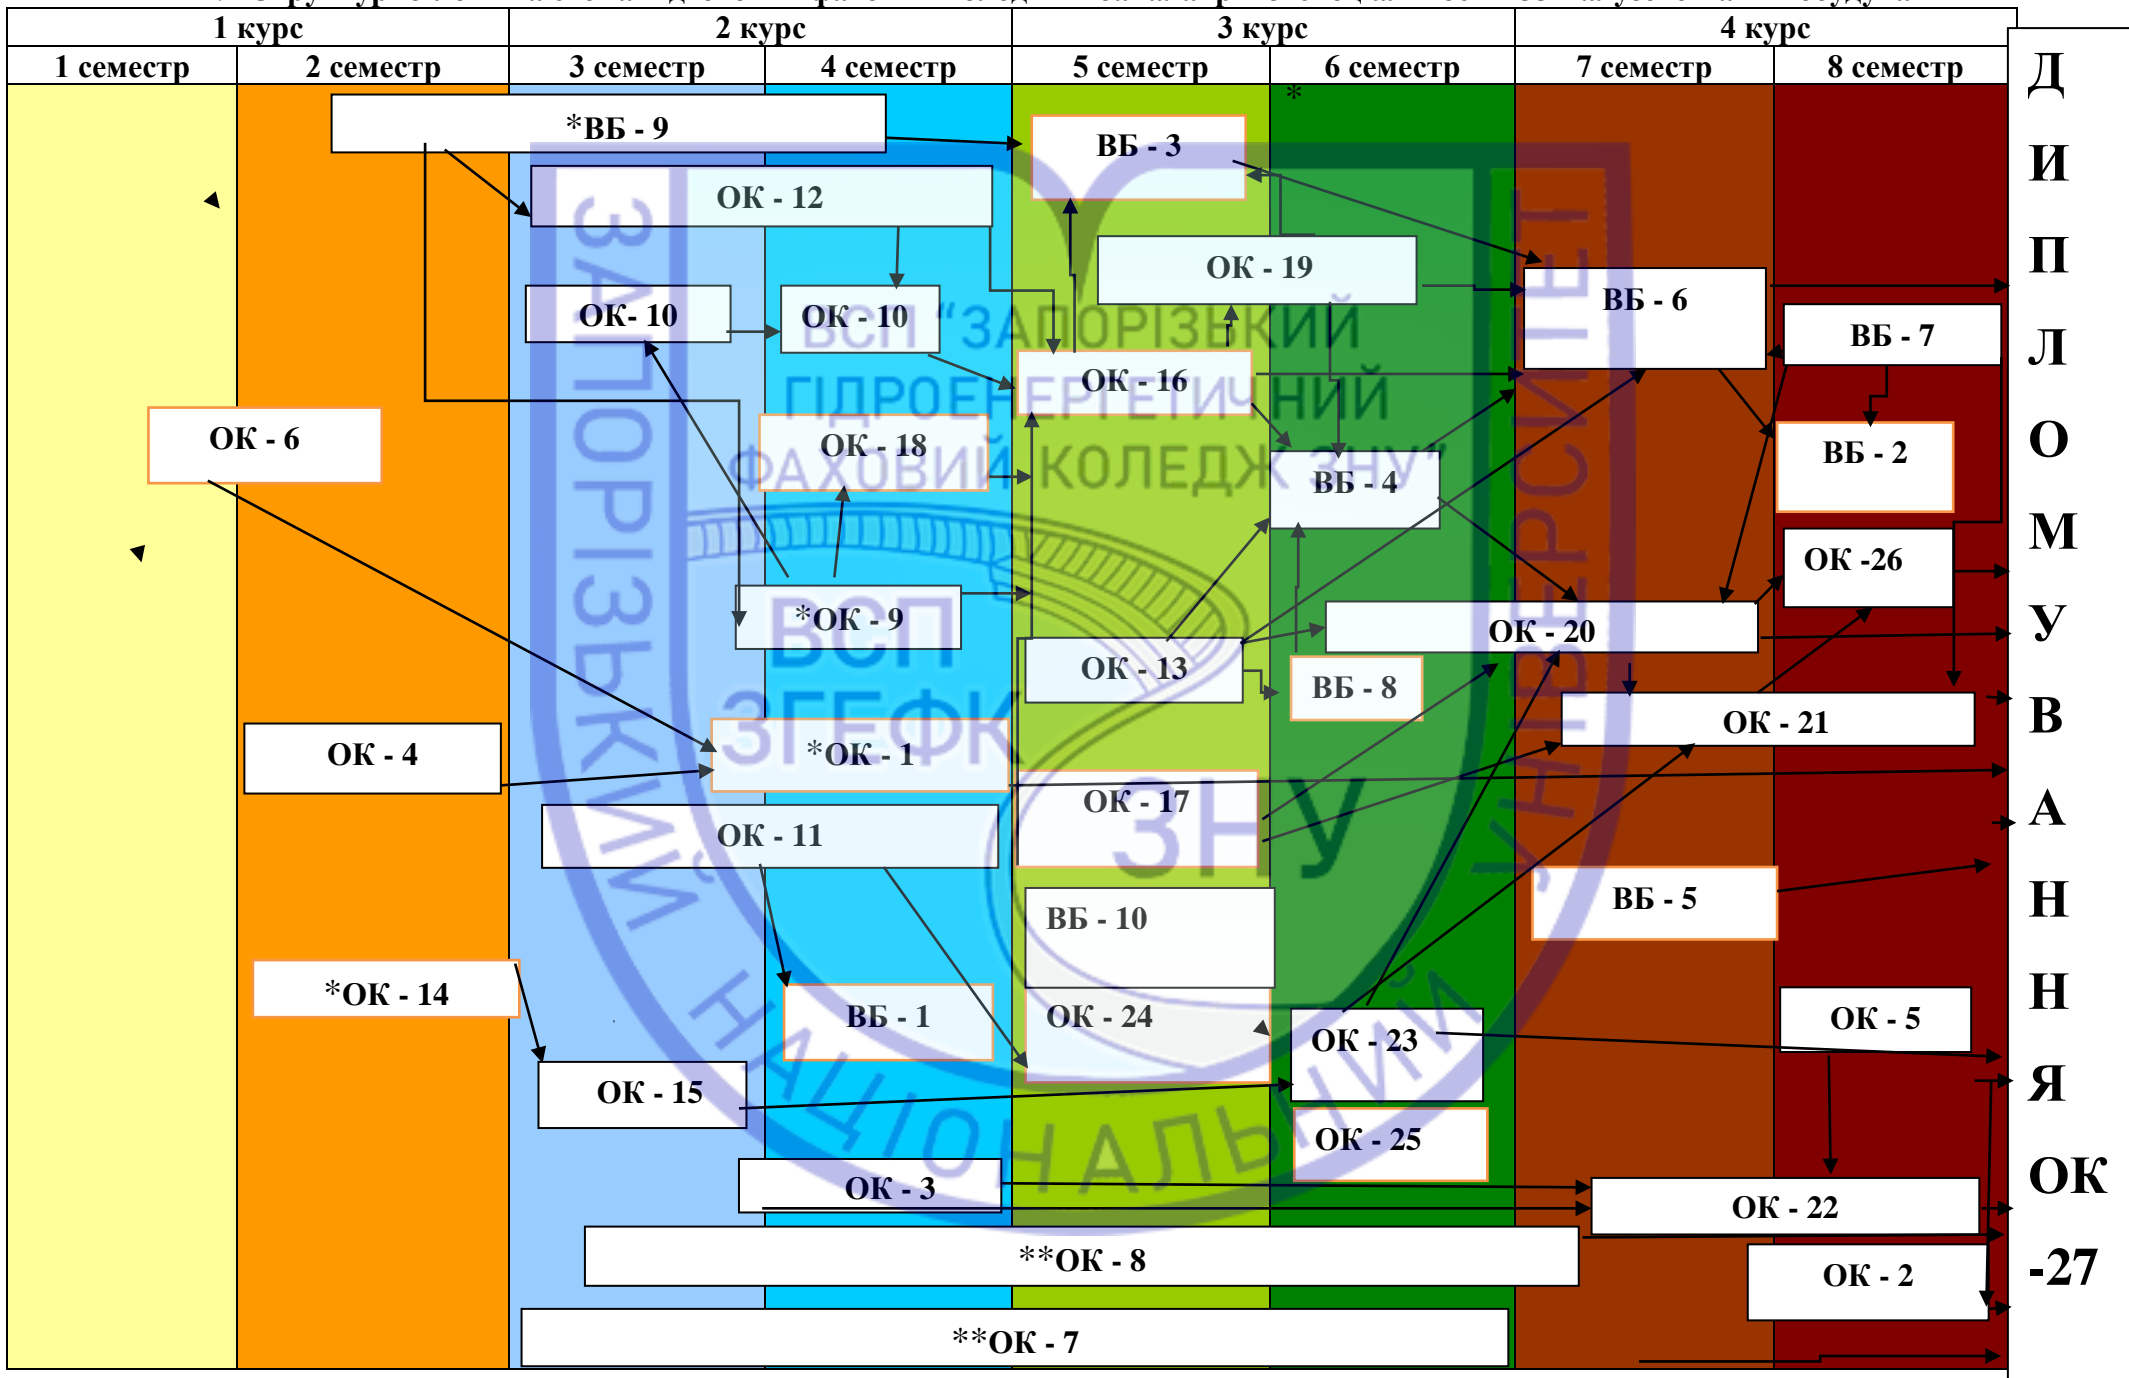 1 курс 2 курс 3 курс 4 курс
1 семестр 2 семестр 3 семестр 4 семестр 5 семестр 6 семестр 7 семестр 8 семестр
*
*ВБ - 9
ВБ - 3
ОК - 12
ОК - 19
ОК- 10
ОК - 10
ВБ - 6
ВБ - 7
ОК - 16
ОК - 6
ОК - 18
ВБ - 4
ВБ - 2
ОК -26
*ОК - 9
ОК - 20
ОК - 13
ВБ - 8
ОК - 21
ОК - 4
*ОК - 1
ОК - 17
ОК - 11
ВБ - 5
ВБ - 10
*ОК - 14
ВБ - 1
ОК - 24
ОК - 23
ОК - 5
ОК - 15
ОК - 25
ОК - 3
ОК - 22
**ОК - 8
ОК - 2
**ОК - 7
Д
И
П
Л
О
М
У
В
А
Н
Н
Я
ОК
-27
ЗАПОРІЗЬКИЙ НАЦІОНАЛЬНИЙ УНІВЕРСИТЕТ
ВСП “ЗАПОРІЗЬКИЙ
ГІДРОЕНЕРГЕТИЧНИЙ
ФАХОВИЙ КОЛЕДЖ ЗНУ”
ВСП
ЗГЕФК
ЗНУ